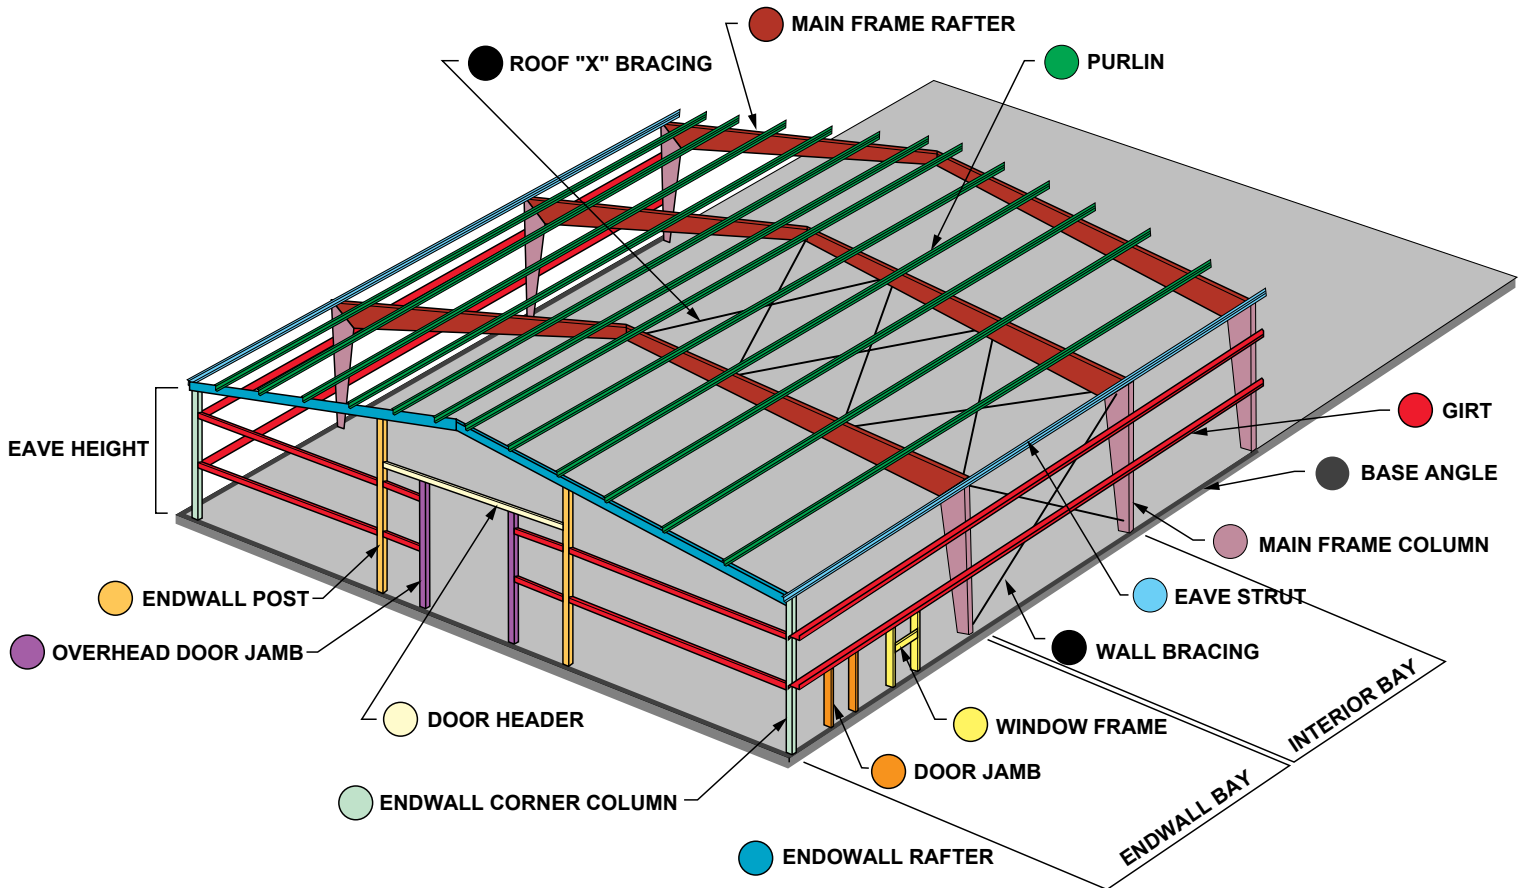 MAIN FRAME RAFTER
ROOF "X" BRACING
PURLIN
GIRT
EAVE HEIGHT
BASE ANGLE
MAIN FRAME COLUMN
ENDWALL POST
EAVE STRUT
OVERHEAD DOOR JAMB
WALL BRACING
DOOR HEADER
WINDOW FRAME
INTERIOR BAY
DOOR JAMB
ENDWALL CORNER COLUMN
ENDWALL BAY
ENDOWALL RAFTER